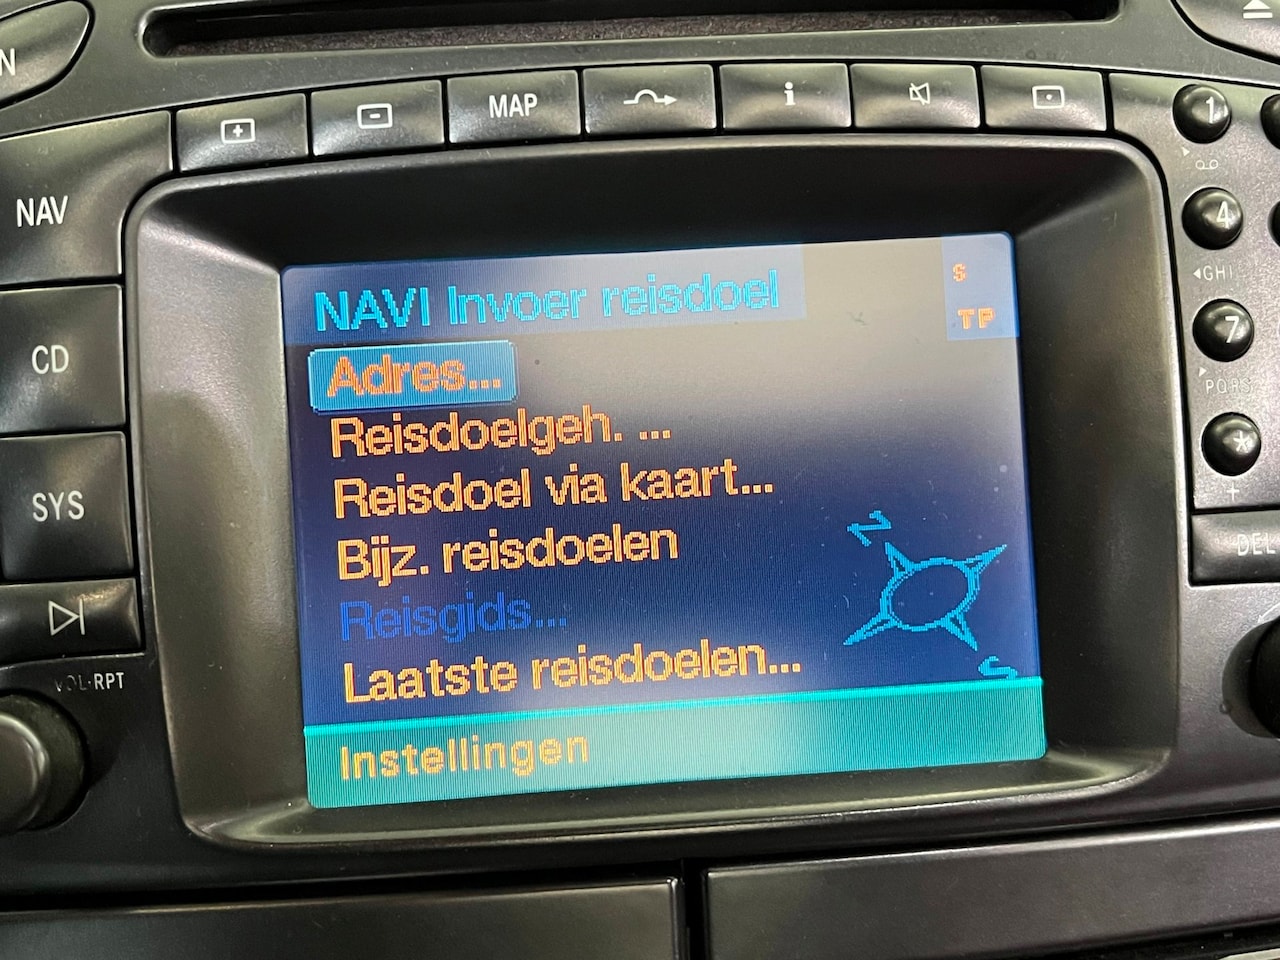 N
MAP
i
1
NAV
4
GHI
CD
7
PQRS
SYS
*
+
DEL
VOL·RPT
NAVI Invoer reisdoel
S
TP
Adres...
Reisdoelgeh. ...
Reisdoel via kaart...
Bijz. reisdoelen
Reisgids...
Laatste reisdoelen...
N
S
Instellingen